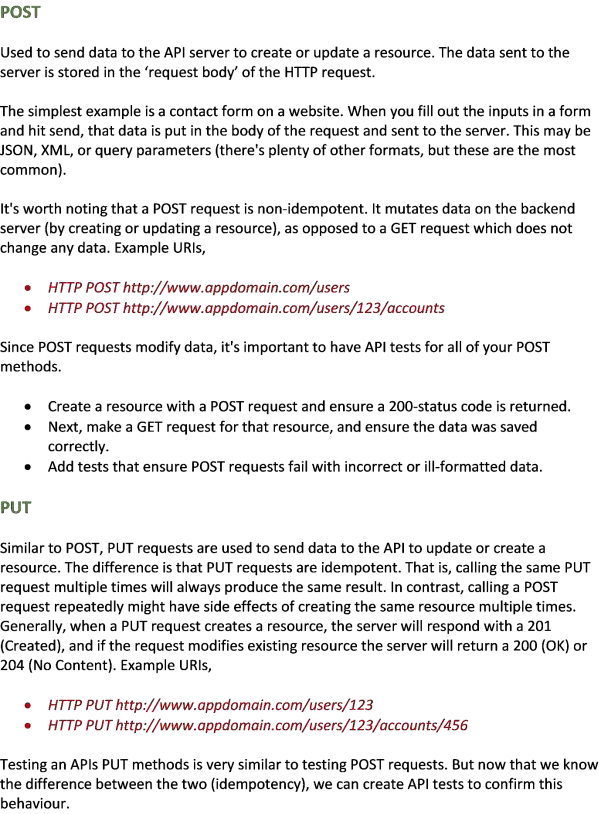 POST
Used to send data to the API server to create or update a resource. The data sent to the
server is stored in the ‘request body’ of the HTTP request.
The simplest example is a contact form on a website. When you fill out the inputs in a form
and hit send, that data is put in the body of the request and sent to the server. This may be
JSON, XML, or query parameters (there's plenty of other formats, but these are the most
common).
It's worth noting that a POST request is non-idempotent. It mutates data on the backend
server (by creating or updating a resource), as opposed to a GET request which does not
change any data. Example URIs,
• HTTP POST http://www.appdomain.com/users
• HTTP POST http://www.appdomain.com/users/123/accounts
Since POST requests modify data, it's important to have API tests for all of your POST
methods.
• Create a resource with a POST request and ensure a 200-status code is returned.
• Next, make a GET request for that resource, and ensure the data was saved
correctly.
• Add tests that ensure POST requests fail with incorrect or ill-formatted data.
PUT
Similar to POST, PUT requests are used to send data to the API to update or create a
resource. The difference is that PUT requests are idempotent. That is, calling the same PUT
request multiple times will always produce the same result. In contrast, calling a POST
request repeatedly might have side effects of creating the same resource multiple times.
Generally, when a PUT request creates a resource, the server will respond with a 201
(Created), and if the request modifies existing resource the server will return a 200 (OK) or
204 (No Content). Example URIs,
• HTTP PUT http://www.appdomain.com/users/123
• HTTP PUT http://www.appdomain.com/users/123/accounts/456
Testing an APIs PUT methods is very similar to testing POST requests. But now that we know
the difference between the two (idempotency), we can create API tests to confirm this
behaviour.